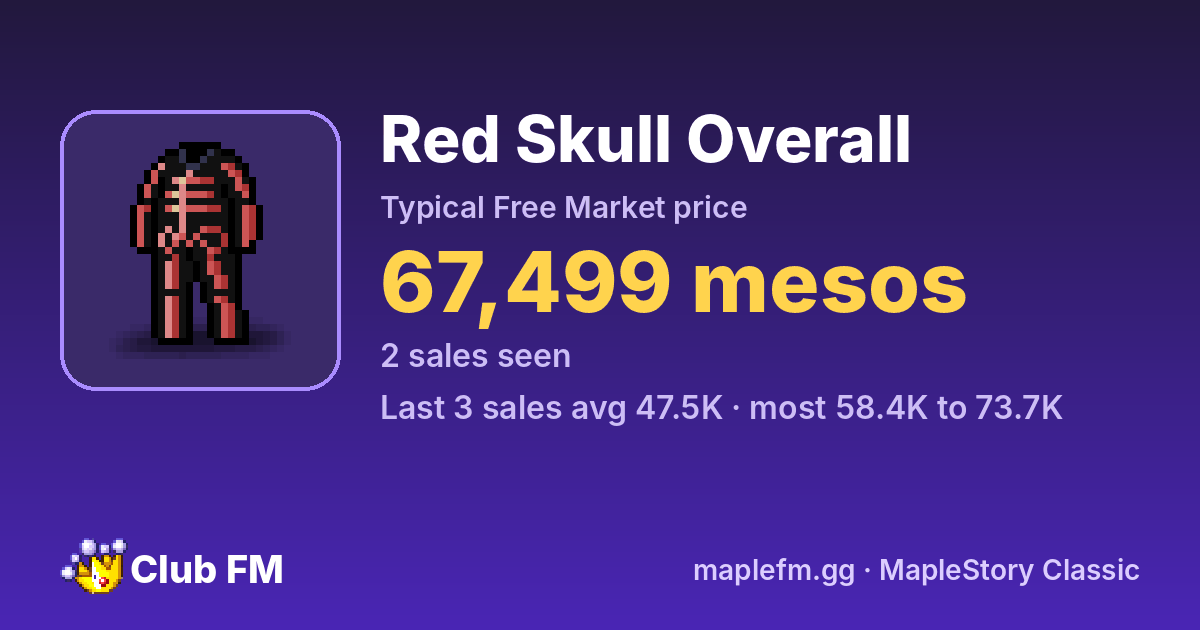 Red Skull Overall
Typical Free Market price
67,499 mesos
2 sales seen
Last 3 sales avg 47.5K · most 58.4K to 73.7K
Club FM
maplefm.gg · MapleStory Classic